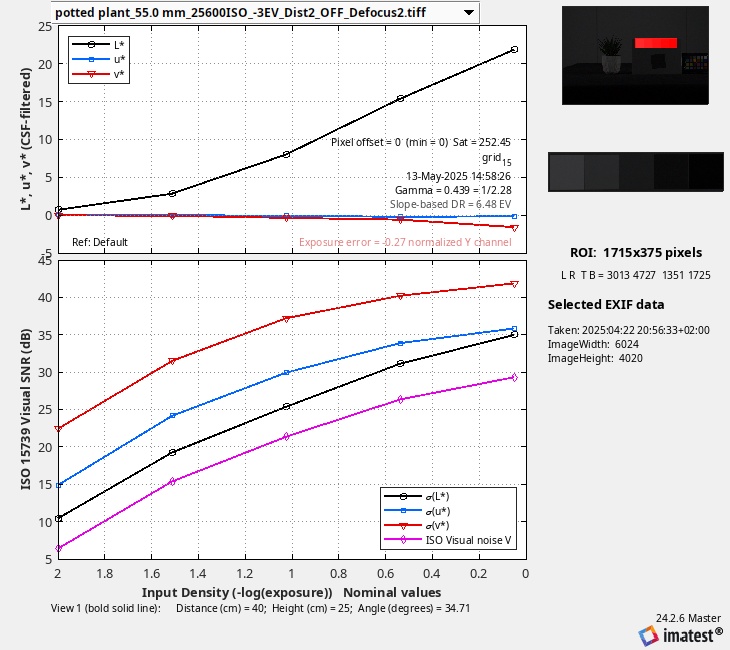 potted plant_55.0 mm_25600ISO_-3EV_Dist2_OFF_Defocus2.tiff
L*, u*, v* (CSF-filtered)
25
20
15
10
5
0
-5
L*
u*
v*
Pixel offset = 0 (min = 0) Sat = 252.45
grid15
13-May-2025 14:58:26
Gamma = 0.439 = 1/2.28
Slope-based DR = 6.48 EV
Ref: Default
Exposure error = -0.27 normalized Y channel
ISO 15739 Visual SNR (dB)
45
40
35
30
25
20
15
10
5
σ(L*)
σ(u*)
σ(v*)
ISO Visual noise V
2 1.8 1.6 1.4 1.2 1 0.8 0.6 0.4 0.2 0
Input Density (-log(exposure)) Nominal values
View 1 (bold solid line): Distance (cm) = 40; Height (cm) = 25; Angle (degrees) = 34.71
ROI: 1715x375 pixels
L R T B = 3013 4727 1351 1725
Selected EXIF data
Taken: 2025:04:22 20:56:33+02:00
ImageWidth: 6024
ImageHeight: 4020
24.2.6 Master
imatest®